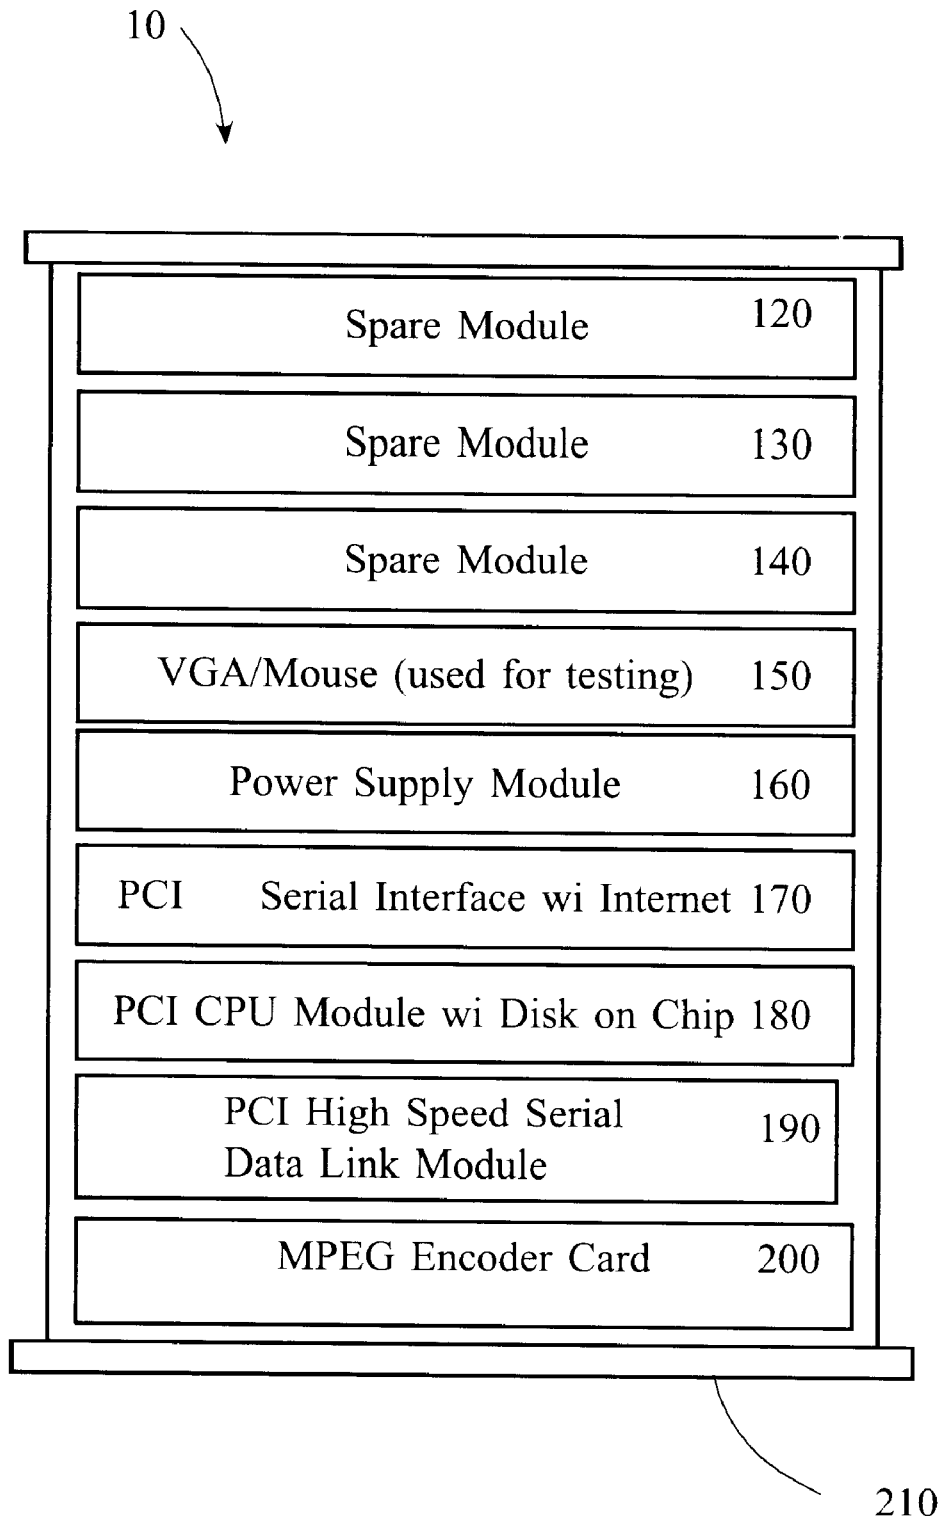 10
Spare Module 120
Spare Module 130
Spare Module 140
VGA/Mouse (used for testing) 150
Power Supply Module 160
PCI Serial Interface wi Internet 170
PCI CPU Module wi Disk on Chip 180
PCI High Speed Serial
Data Link Module
190
MPEG Encoder Card 200
210